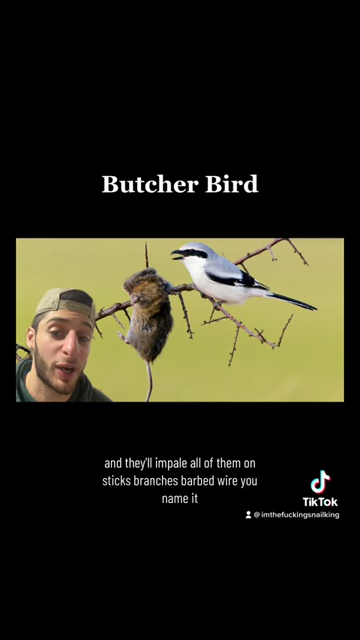 Butcher Bird
and they'll impale all of them on
sticks branches barbed wire you
name it
TikTok
@imthefuckingsnailking